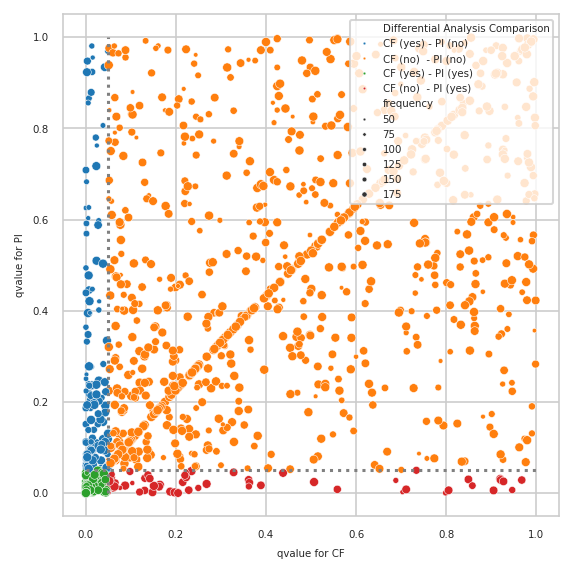 Differential Analysis Comparison
CF (yes) - PI (no)
CF (no)  - PI (no)
CF (yes) - PI (yes)
CF (no)  - PI (yes)
frequency
50
75
100
125
150
175
1.0
0.8
0.6
0.4
0.2
0.0
qvalue for PI
0.0 0.2 0.4 0.6 0.8 1.0
qvalue for CF